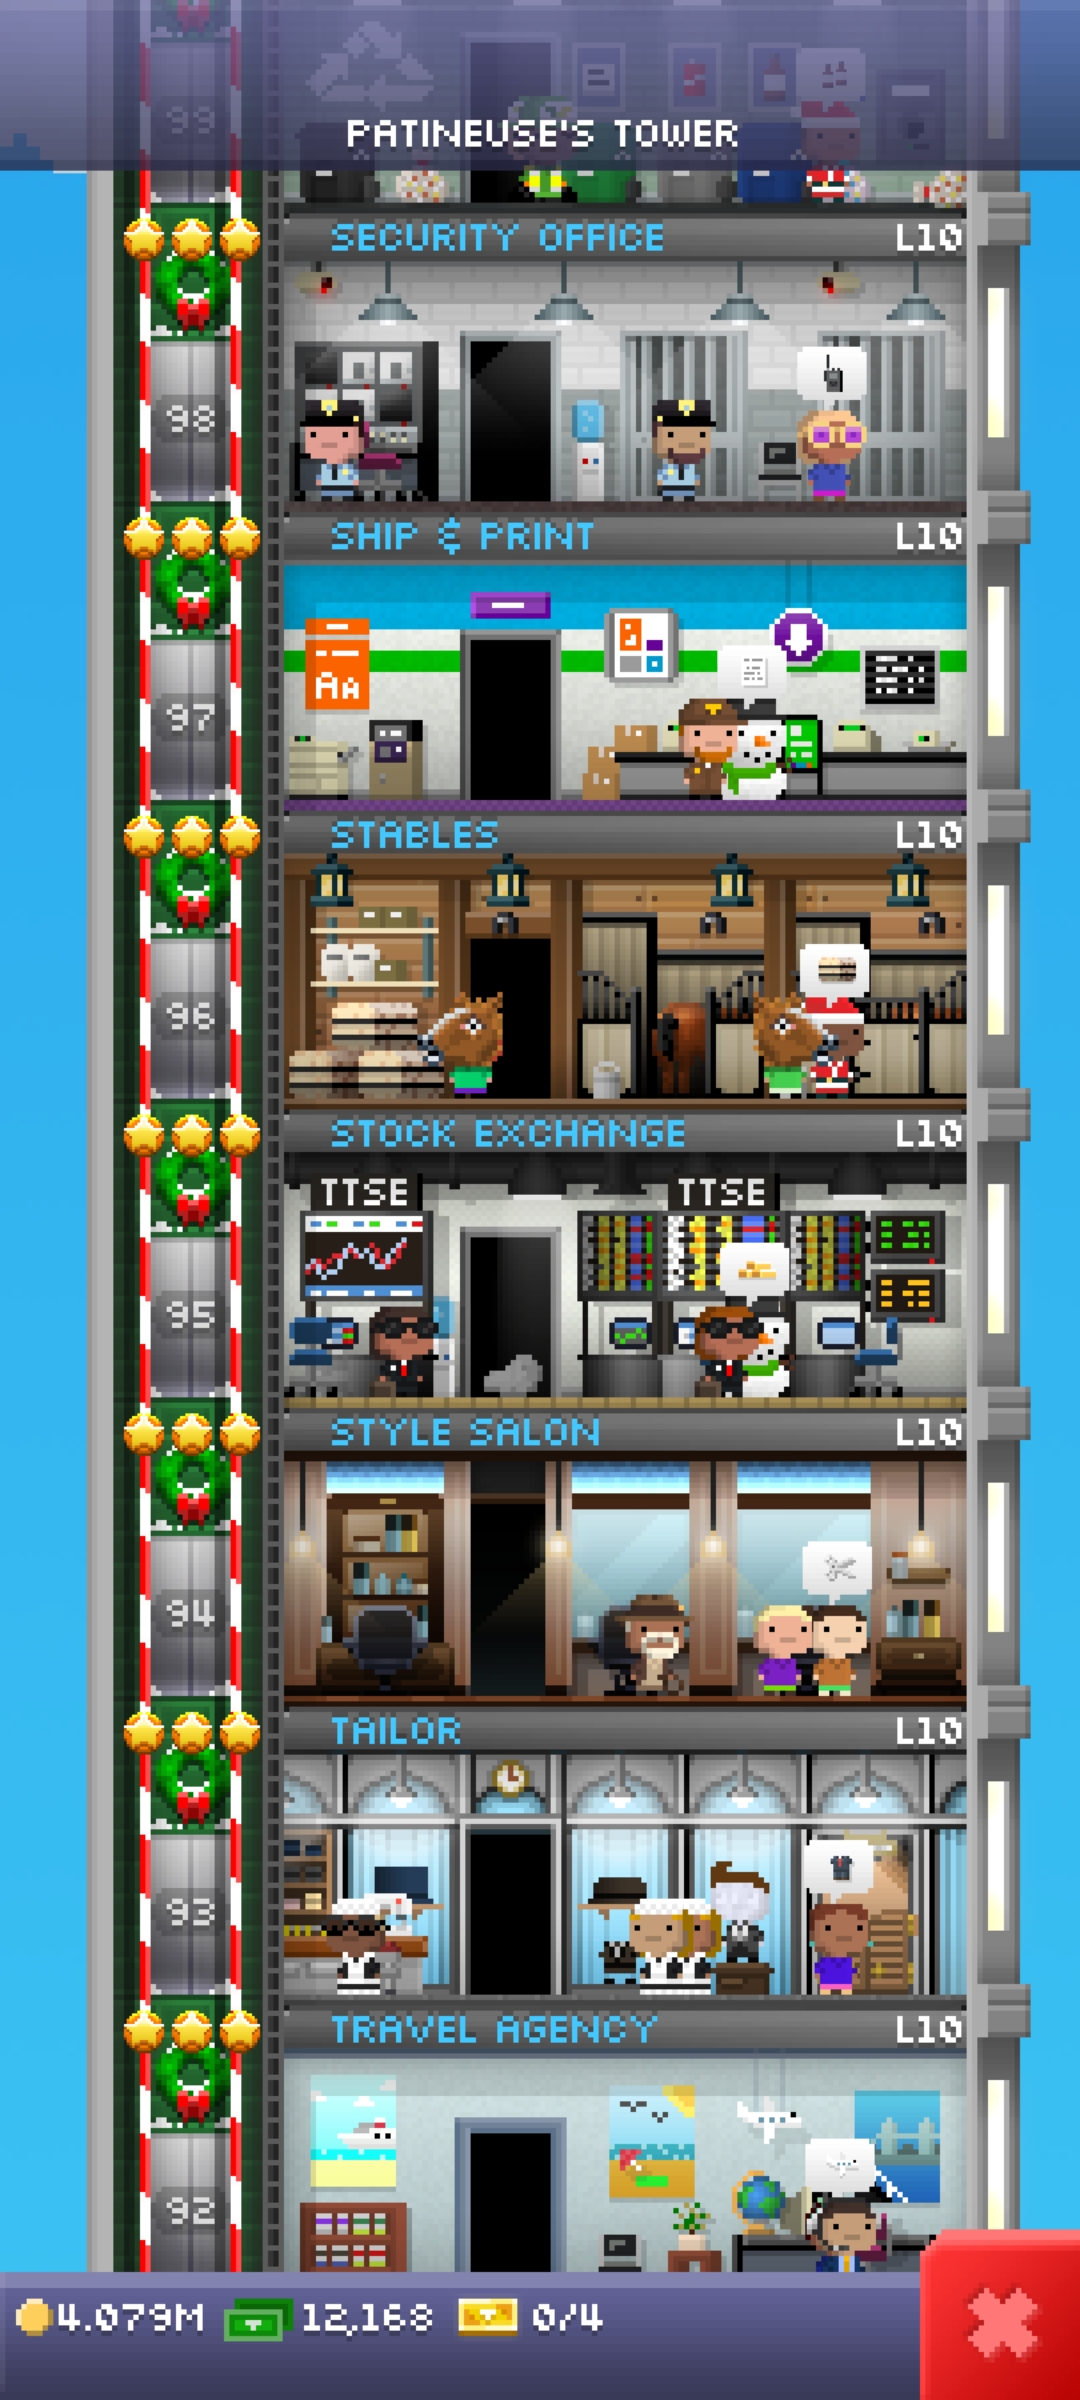 99
PATINEUSE'S TOWER
SECURITY OFFICE L10
98
SHIP & PRINT L10
AA
97
STABLES L10
96
STOCK EXCHANGE L10
TTSE TTSE
95
STYLE SALON L10
94
TAILOR L10
93
TRAVEL AGENCY L10
92
4.079M 12,168 0/4